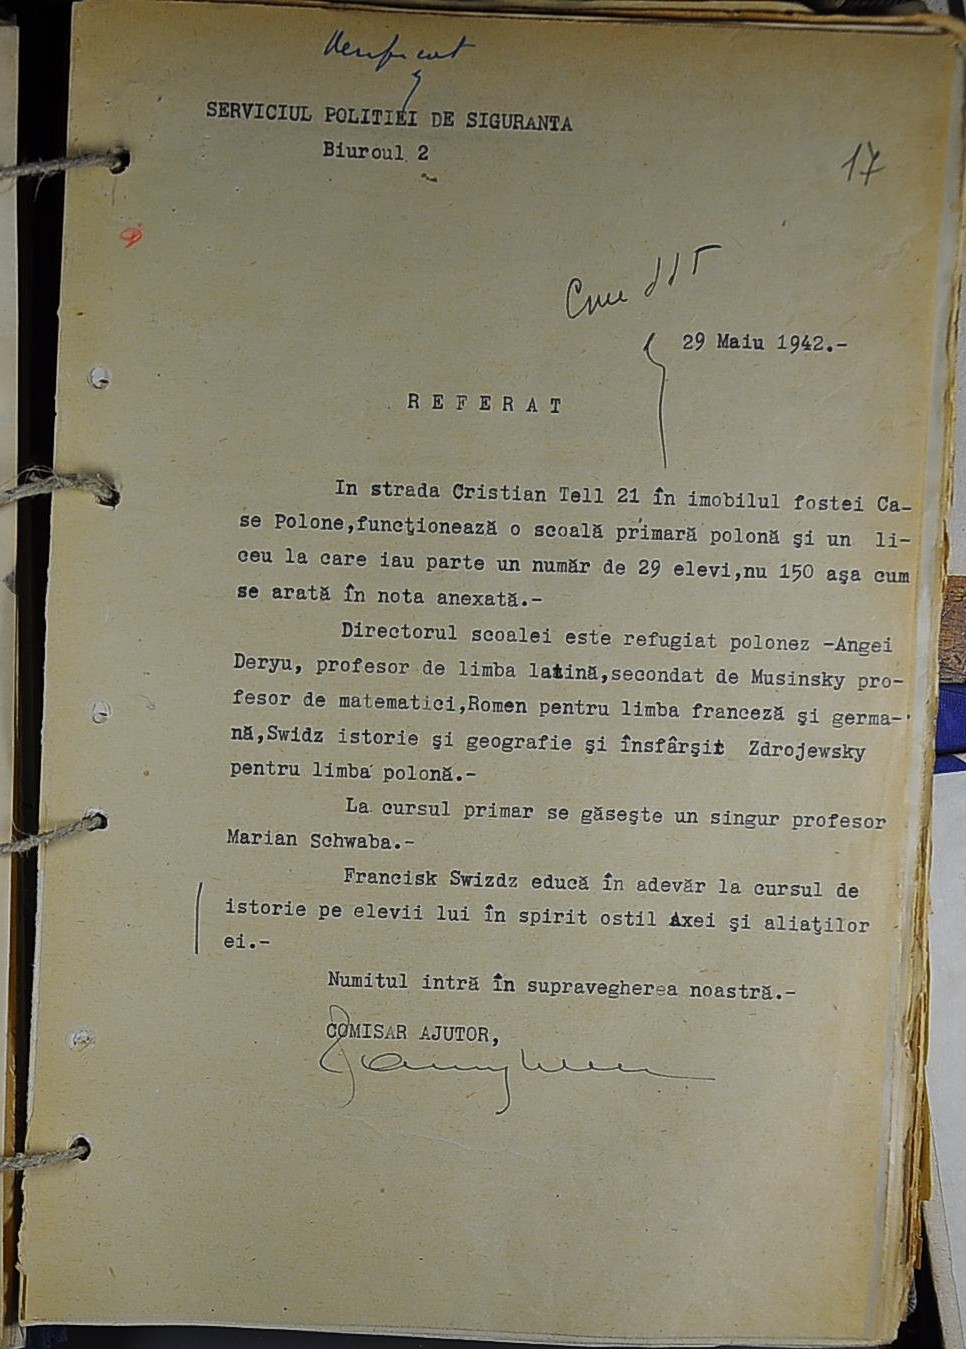 Verificat
SERVICIUL POLITIEI DE SIGURANTA
Biuroul 2
17
29 Maiu 1942.-
R E F E R A T
In strada Cristian Tell 21 în imobilul fostei Ca-
se Polone,funcţionează o scoală primară polonă şi un li-
ceu la care iau parte un număr de 29 elevi,nu 150 aşa cum
se arată în nota anexată.-
Directorul scoalei este refugiat polonez -Angei
Deryu, profesor de limba latină,secondat de Musinsky pro-
fesor de matematici,Romen pentru limba franceză şi germa-
nă,Swidz istorie şi geografie şi însfârşit Zdrojewsky
pentru limba polonă.-
La cursul primar se găseşte un singur profesor
Marian Schwaba.-
Francisk Swizdz educă în adevăr la cursul de
istorie pe elevii lui în spirit ostil Axei şi aliaţilor
ei.-
Numitul intră în supravegherea noastră.-
COMISAR AJUTOR,